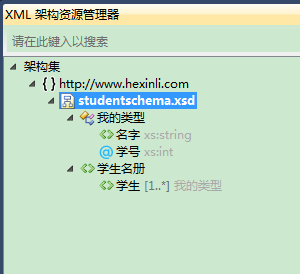 XML 架构资源管理器
请在此键入以搜索
架构集
{ } http://www.hexinli.com
studentschema.xsd
我的类型
名字 xs:string
@ 学号 xs:int
学生名册
学生 [1..*] 我的类型